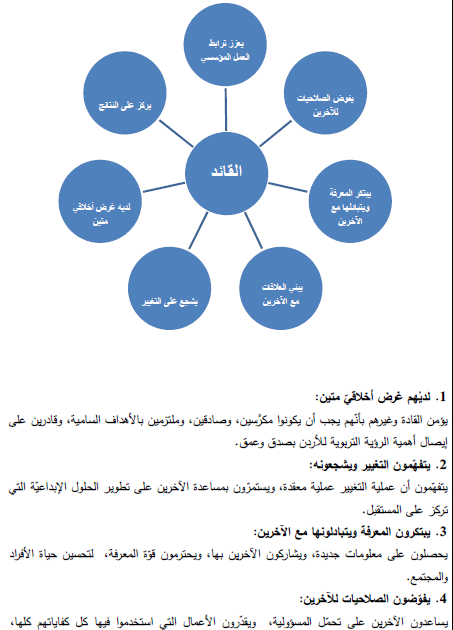 يعزز ترابط
العمل المؤسسي
يفوض الصلاحيات
للآخرين
يبتكر المعرفة
ويتبادلها مع
الآخرين
يبني العلاقات
مع الآخرين
يشجع على التغيير
لديه غرض أخلاقي
متين
يركز على النتائج
القائد
1. لديْهم غرض أخلاقيّ متين:
يؤمن القادة وغيرهم بأنّهم يجب أن يكونوا مكرَّسين، وصادقين، وملتزمين بالأهداف السامية، وقادرين على
إيصال أهمية الرؤية التربوية للأردن بصدق وعمق.
2. يتفهّمون التغيير ويشجعونه:
يتفهّمون أن عملية التغيير عملية معقدة، ويستمرّون بمساعدة الآخرين على تطوير الحلول الإبداعيّة التي
تركز على المستقبل.
3. يبتكرون المعرفة ويتبادلونها مع الآخرين:
يحصلون على معلومات جديدة، ويشاركون الآخرين بها، ويحترمون قوّة المعرفة، لتحسين حياة الأفراد
والمجتمع.
4. يفوّضون الصلاحيات للآخرين:
يساعدون الآخرين على تحمّل المسؤولية، ويقدّرون الأعمال التي استخدموا فيها كل كفاياتهم كلها،